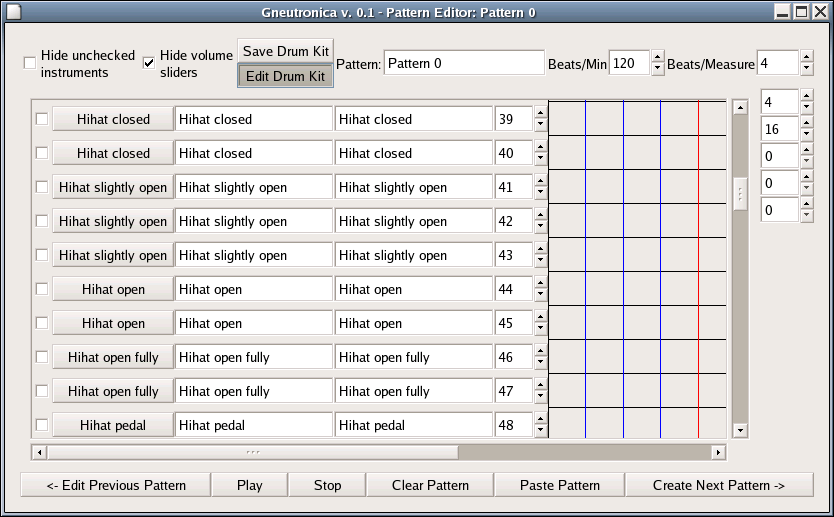 Gneutronica v. 0.1 - Pattern Editor: Pattern 0
Hide unchecked instruments
Hide volume sliders
Save Drum Kit
Edit Drum Kit
Pattern: Pattern 0
Beats/Min 120
Beats/Measure 4
4
16
0
0
0
Hihat closed Hihat closed Hihat closed 39
Hihat closed Hihat closed Hihat closed 40
Hihat slightly open Hihat slightly open Hihat slightly open 41
Hihat slightly open Hihat slightly open Hihat slightly open 42
Hihat slightly open Hihat slightly open Hihat slightly open 43
Hihat open Hihat open Hihat open 44
Hihat open Hihat open Hihat open 45
Hihat open fully Hihat open fully Hihat open fully 46
Hihat open fully Hihat open fully Hihat open fully 47
Hihat pedal Hihat pedal Hihat pedal 48
<- Edit Previous Pattern Play Stop Clear Pattern Paste Pattern Create Next Pattern ->